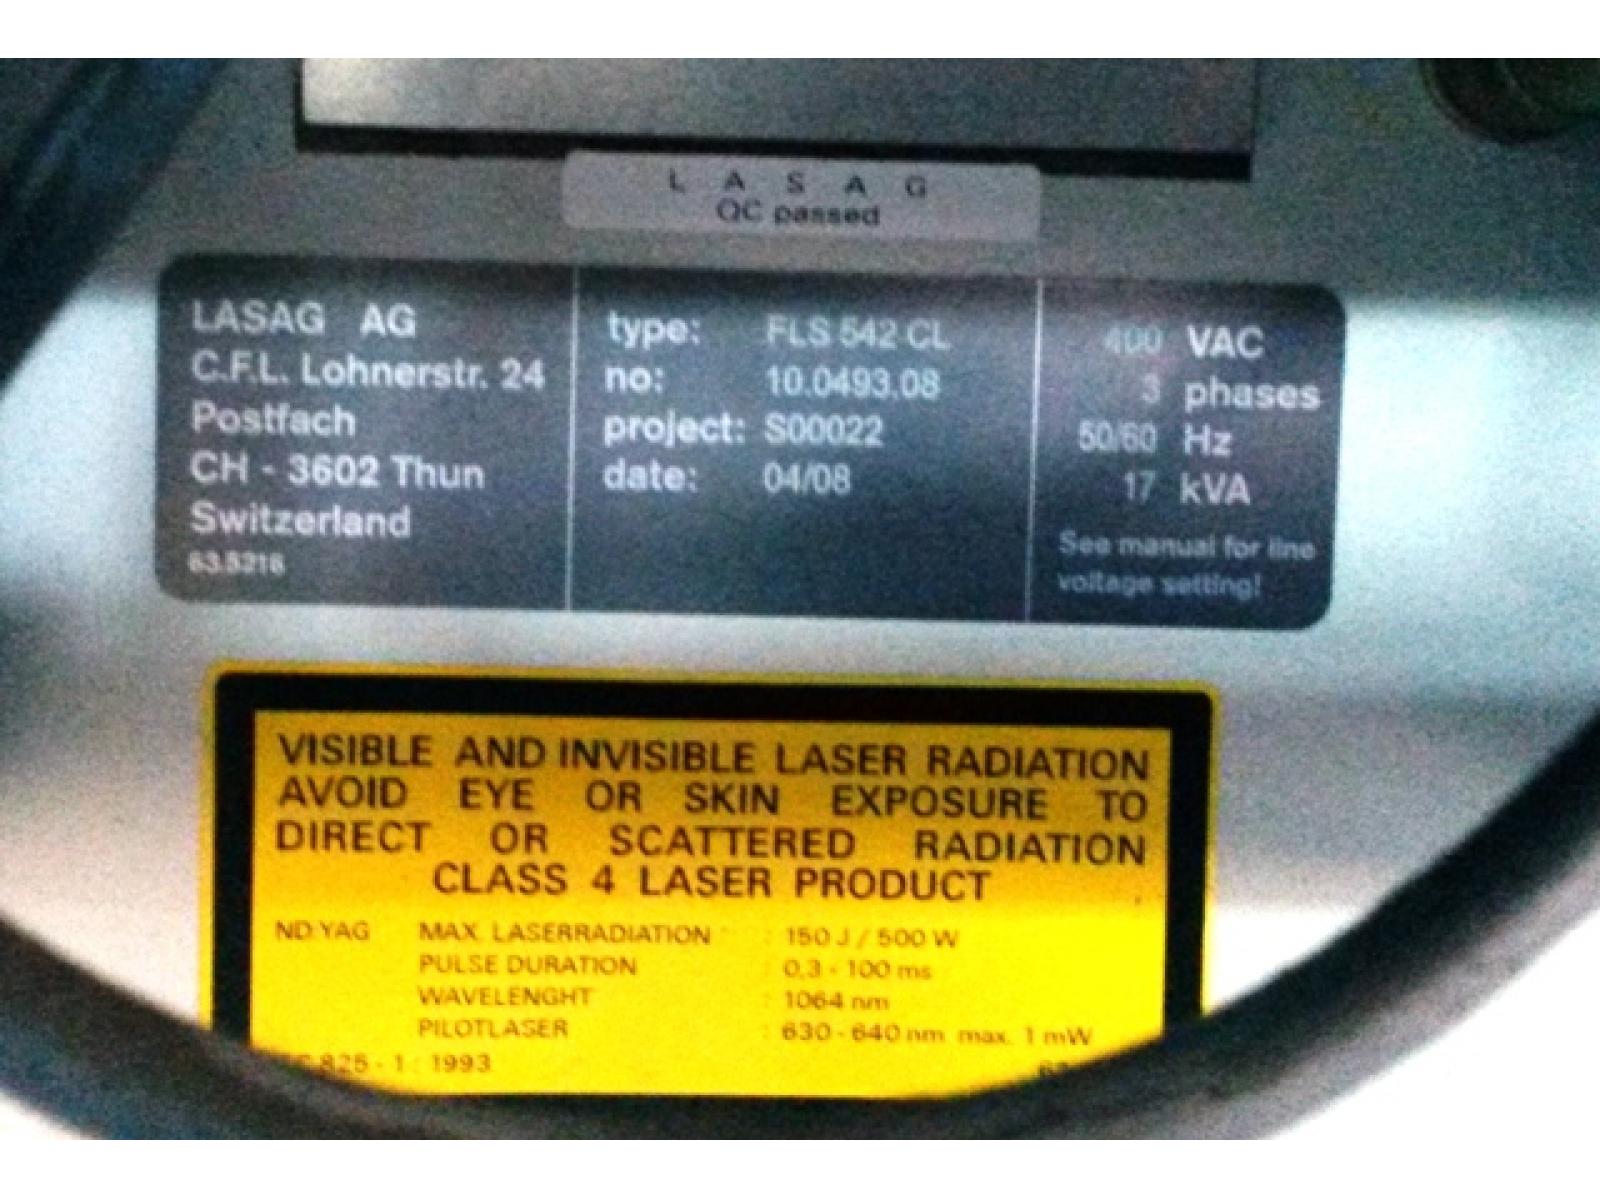 L A S A G
QC passed
LASAG AG
C.F.L. Lohnerstr. 24
Postfach
CH - 3602 Thun
Switzerland
63.5216
type: FLS 542 CL
no: 10.0493.08
project: S00022
date: 04/08
400 VAC
3 phases
50/60 Hz
17 kVA
See manual for line
voltage setting!
VISIBLE AND INVISIBLE LASER RADIATION
AVOID EYE OR SKIN EXPOSURE TO
DIRECT OR SCATTERED RADIATION
CLASS 4 LASER PRODUCT
ND:YAG MAX. LASERRADIATION : 150 J / 500 W
PULSE DURATION : 0,3 - 100 ms
WAVELENGHT : 1064 nm
PILOTLASER : 630 - 640 nm max. 1 mW
825 - 1 : 1993